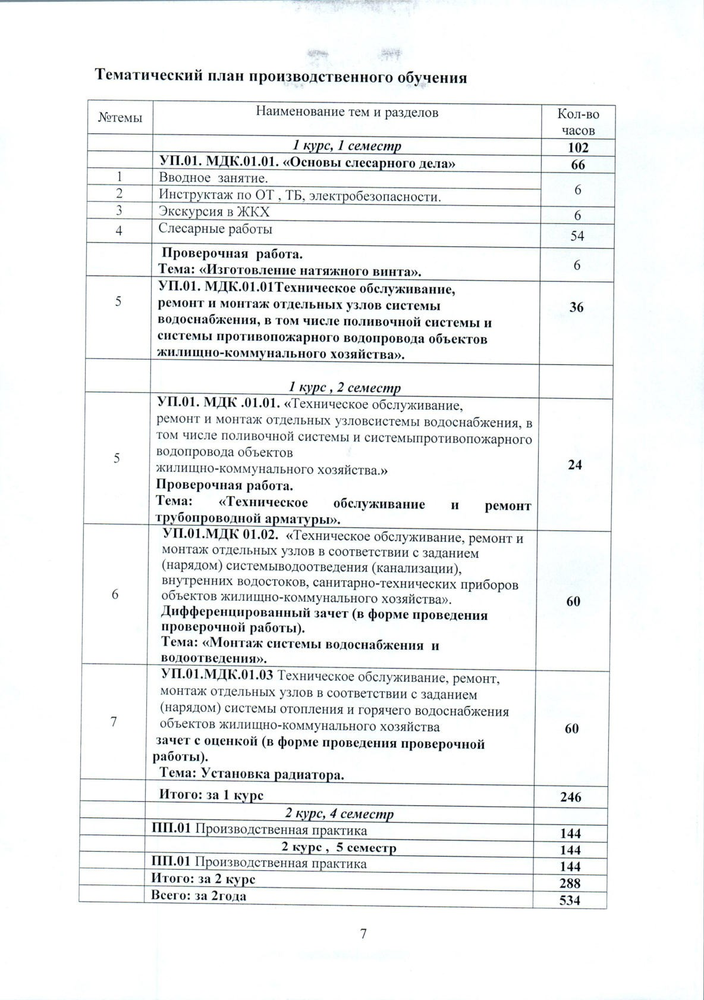 Тематический план производственного обучения
№темы
Наименование тем и разделов
Кол-во
часов
1 курс, 1 семестр
102
УП.01. МДК.01.01. «Основы слесарного дела»
66
1
Вводное занятие.
6
2
Инструктаж по ОТ , ТБ, электробезопасности.
3
Экскурсия в ЖКХ
6
4
Слесарные работы
54
Проверочная работа.
Тема: «Изготовление натяжного винта».
6
5
УП.01. МДК.01.01Техническое обслуживание,
ремонт и монтаж отдельных узлов системы
водоснабжения, в том числе поливочной системы и
системы противопожарного водопровода объектов
жилищно-коммунального хозяйства».
36
1 курс , 2 семестр
5
УП.01. МДК .01.01. «Техническое обслуживание,
ремонт и монтаж отдельных узловсистемы водоснабжения, в
том числе поливочной системы и системыпротивопожарного
водопровода объектов
жилищно-коммунального хозяйства.»
Проверочная работа.
Тема: «Техническое обслуживание и ремонт
трубопроводной арматуры».
24
6
УП.01.МДК 01.02. «Техническое обслуживание, ремонт и
монтаж отдельных узлов в соответствии с заданием
(нарядом) системыводоотведения (канализации),
внутренних водостоков, санитарно-технических приборов
объектов жилищно-коммунального хозяйства».
Дифференцированный зачет (в форме проведения
проверочной работы).
Тема: «Монтаж системы водоснабжения и
водоотведения».
60
7
УП.01.МДК.01.03 Техническое обслуживание, ремонт,
монтаж отдельных узлов в соответствии с заданием
(нарядом) системы отопления и горячего водоснабжения
объектов жилищно-коммунального хозяйства
зачет с оценкой (в форме проведения проверочной
работы).
Тема: Установка радиатора.
60
Итого: за 1 курс
246
2 курс, 4 семестр
ПП.01 Производственная практика
144
2 курс , 5 семестр
144
ПП.01 Производственная практика
144
Итого: за 2 курс
288
Всего: за 2года
534
7